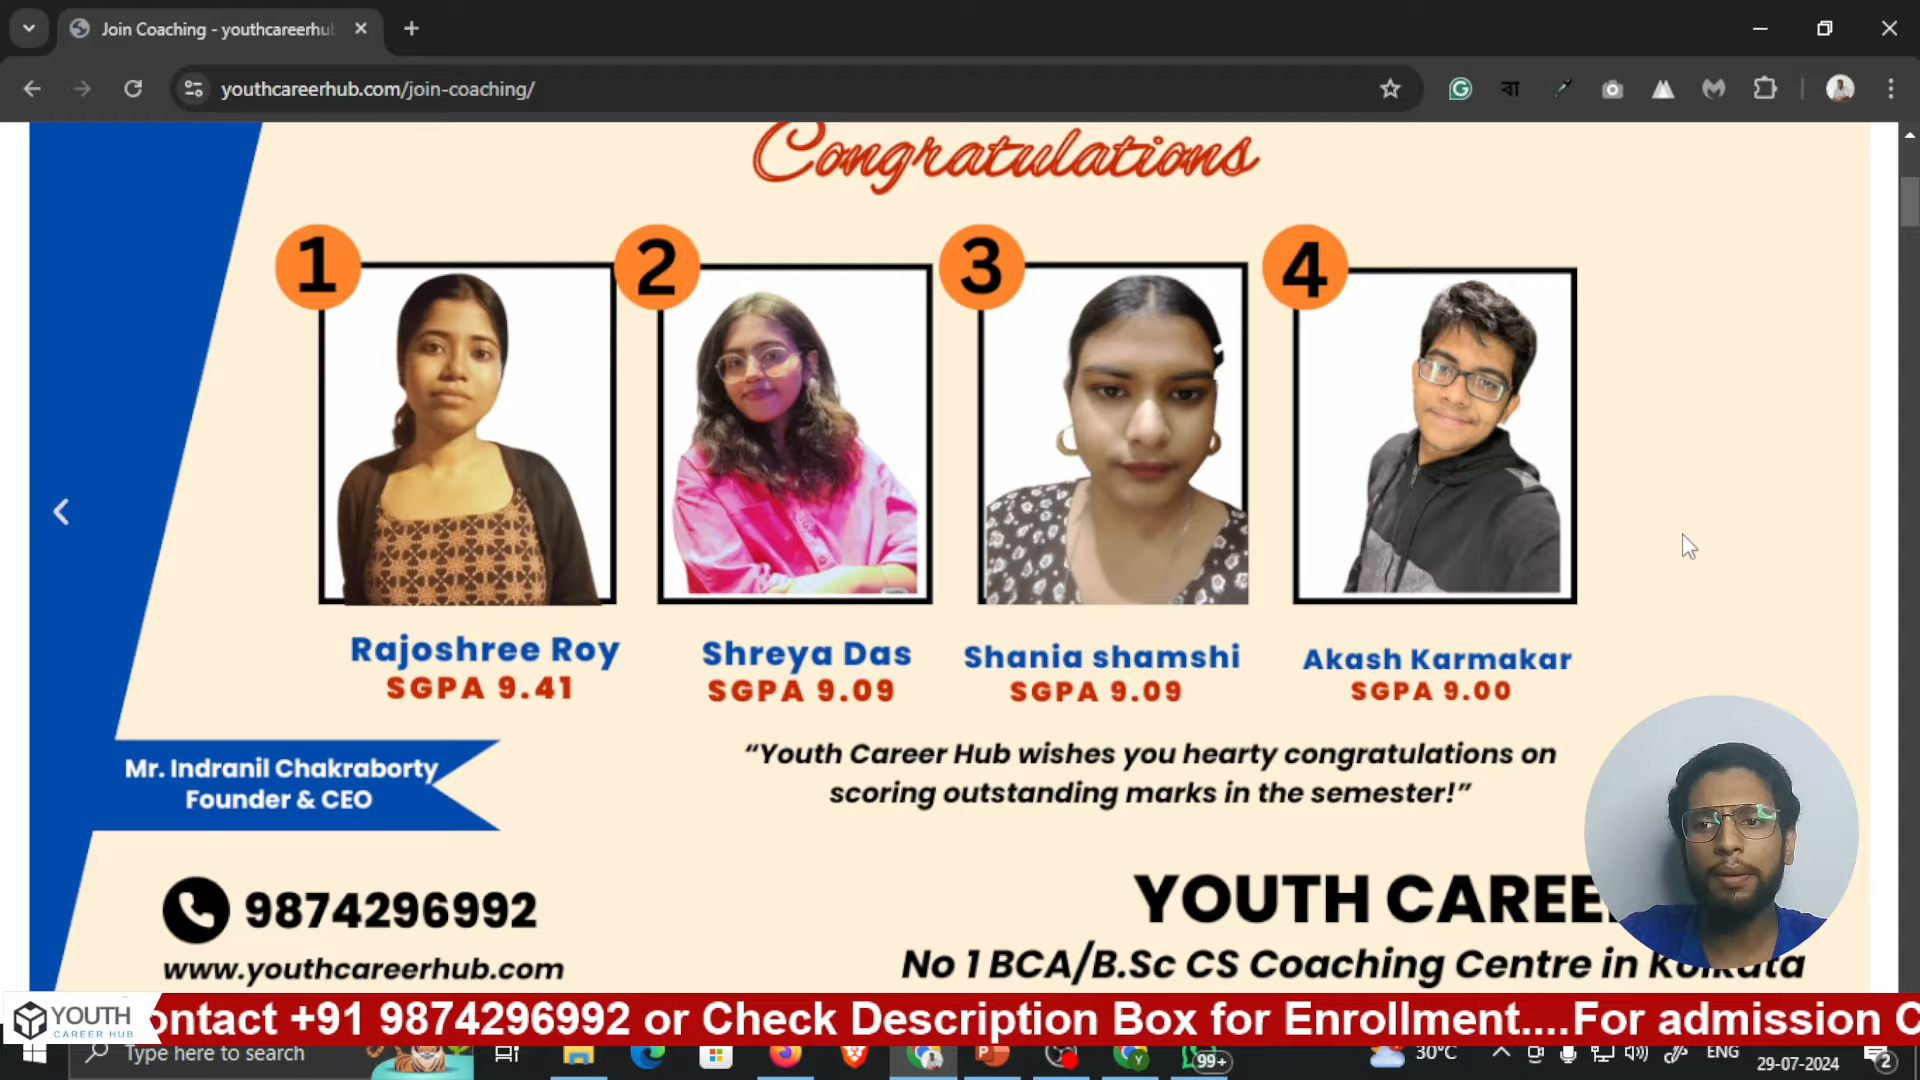 Join Coaching - youthcareerhu
youthcareerhub.com/join-coaching/
বা
Congratulations
1
2
3
4
Rajoshree Roy
SGPA 9.41
Shreya Das
SGPA 9.09
Shania shamshi
SGPA 9.09
Akash Karmakar
SGPA 9.00
Mr. Indranil Chakraborty
Founder & CEO
“Youth Career Hub wishes you hearty congratulations on
scoring outstanding marks in the semester!”
9874296992
www.youthcareerhub.com
YOUTH CAREE
No 1 BCA/B.Sc CS Coaching Centre in Kolkata
YOUTH
CAREER HUB
ontact +91 9874296992 or Check Description Box for Enrollment....For admission C
Type here to search
99+
30°C
ENG
29-07-2024
2